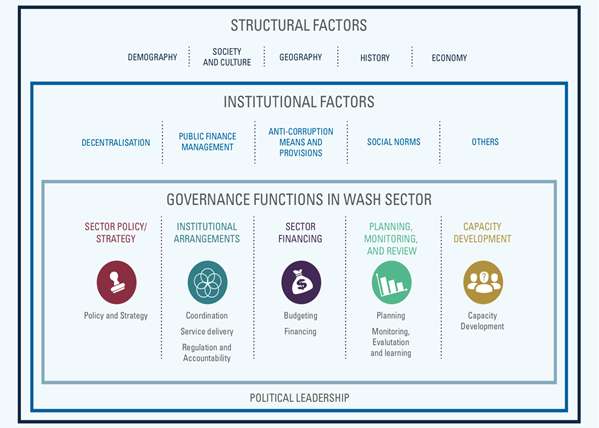 STRUCTURAL FACTORS
DEMOGRAPHY
SOCIETY
AND CULTURE
GEOGRAPHY
HISTORY
ECONOMY
INSTITUTIONAL FACTORS
DECENTRALISATION
PUBLIC FINANCE
MANAGEMENT
ANTI-CORRUPTION
MEANS AND
PROVISIONS
SOCIAL NORMS
OTHERS
GOVERNANCE FUNCTIONS IN WASH SECTOR
SECTOR POLICY/
STRATEGY
Policy and Strategy
INSTITUTIONAL
ARRANGEMENTS
Coordination
Service delivery
Regulation and
Accountability
SECTOR
FINANCING
$
Budgeting
Financing
PLANNING,
MONITORING,
AND REVIEW
Planning
Monitoring,
Evalutation
and learning
CAPACITY
DEVELOPMENT
?
Capacity
Development
POLITICAL LEADERSHIP